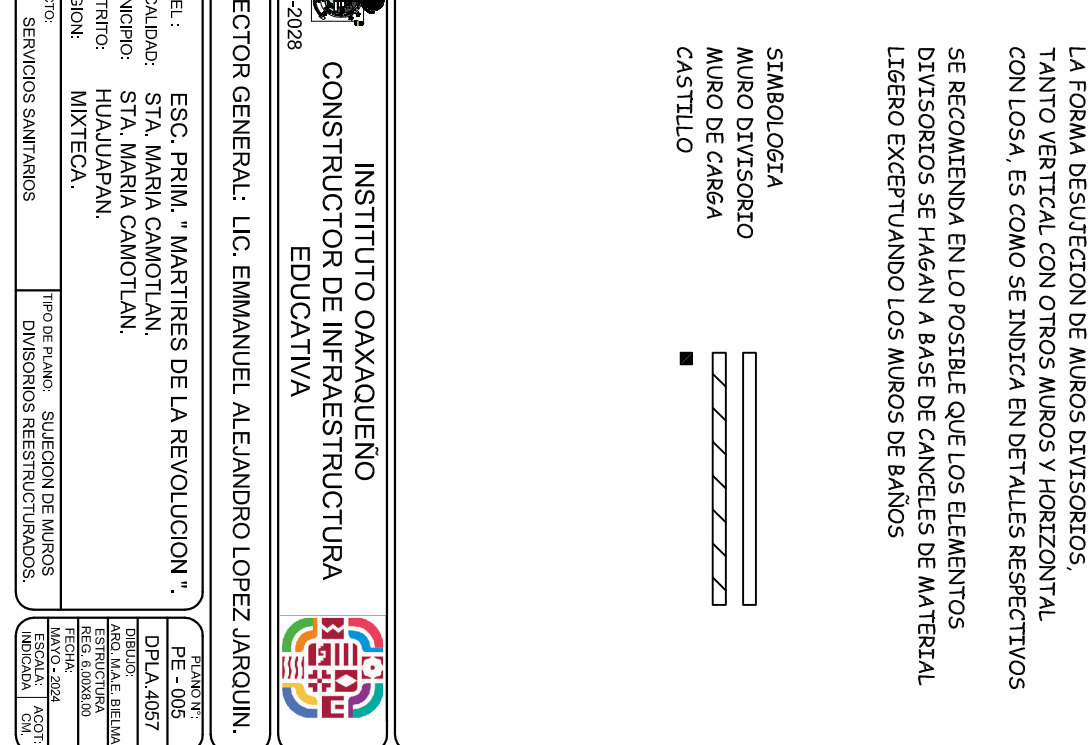 LA FORMA DESUJECION DE MUROS DIVISORIOS,
TANTO VERTICAL CON OTROS MUROS Y HORIZONTAL
CON LOSA, ES COMO SE INDICA EN DETALLES RESPECTIVOS
SE RECOMIENDA EN LO POSIBLE QUE LOS ELEMENTOS
DIVISORIOS SE HAGAN A BASE DE CANCELES DE MATERIAL
LIGERO EXCEPTUANDO LOS MUROS DE BAÑOS
SIMBOLOGIA
MURO DIVISORIO
MURO DE CARGA
CASTILLO
-2028
INSTITUTO OAXAQUEÑO
CONSTRUCTOR DE INFRAESTRUCTURA
EDUCATIVA
ECTOR GENERAL: LIC. EMMANUEL ALEJANDRO LOPEZ JARQUIN.
EL : ESC. PRIM. " MARTIRES DE LA REVOLUCION ".
CALIDAD: STA. MARIA CAMOTLAN.
NICIPIO: STA. MARIA CAMOTLAN.
TRITO: HUAJUAPAN.
GION: MIXTECA.
CTO:
SERVICIOS SANITARIOS
TIPO DE PLANO: SUJECION DE MUROS
DIVISORIOS REESTRUCTURADOS.
PLANO N°:
PE - 005
DPLA.4057
DIBUJO:
ARQ. M.A.E. BIELMA
ESTRUCTURA
REG. 6.00X8.00
FECHA:
MAYO - 2024
ESCALA: ACOT:
INDICADA CM.